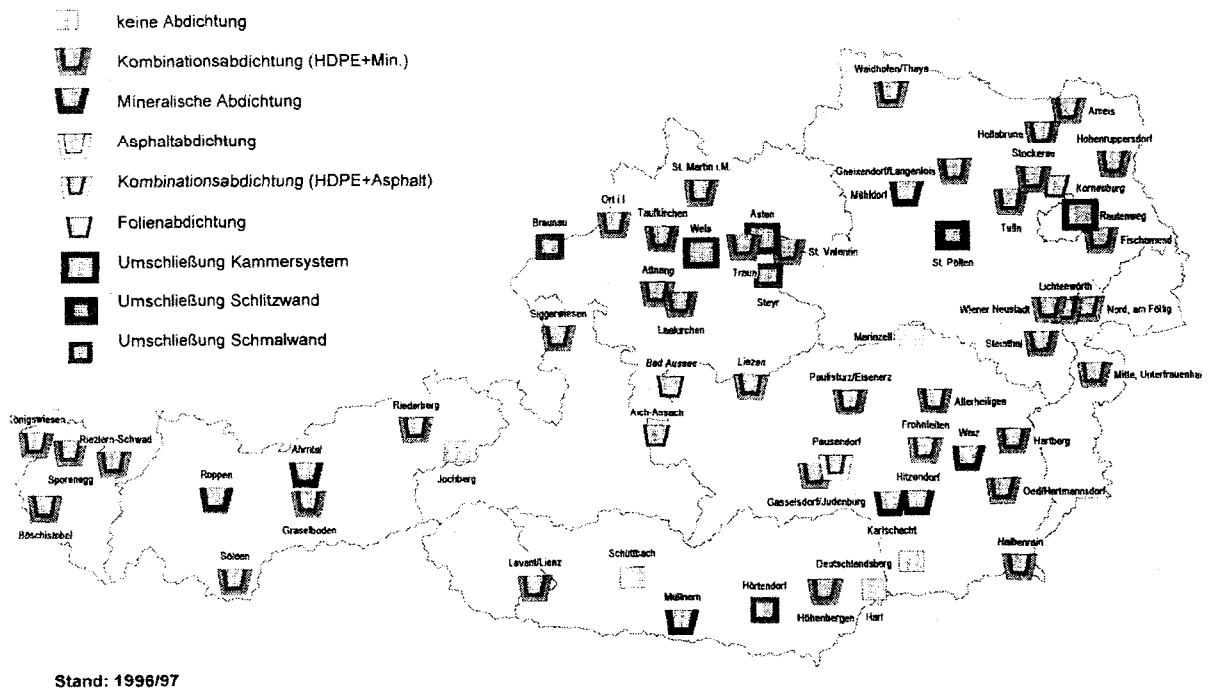 keine Abdichtung
Kombinationsabdichtung (HDPE+Min.)
Mineralische Abdichtung
Asphaltabdichtung
Kombinationsabdichtung (HDPE+Asphalt)
Folienabdichtung
Umschließung Kammersystem
Umschließung Schlitzwand
Umschließung Schmalwand
Waidhofen/Thaya
Ameis
Hollabrunn
Hohenruppersdorf
Stockerau
St. Martin i.M.
Gneixendorf/Langenlois
Mühldorf
Korneuburg
Ort i.I
Taufkirchen
Asten
Braunau
Wels
Tulln
Rautenweg
Fischamend
St. Valentin
St. Pölten
Attnang
Traun
Steyr
Lichtenwörth
Siggerwiesen
Laakirchen
Wiener Neustadt
Nord, am Föllig
Mariazell
Steinthal
Bad Aussee
Liezen
Paulisturz/Eisenerz
Mitte, Unterfrauenhai
Allerheiligen
Riederberg
Aich-Assach
Königswiesen
Riezlern-Schwad
Frohnleiten
Weiz
Hartberg
Ahrntal
Pausendorf
Sporenegg
Roppen
Jochberg
Hitzendorf
Gasselsdorf/Judenburg
Oed/Hartmannsdorf
Böschistobel
Graselboden
Karlschacht
Sölden
Schüttbach
Deutschlandsberg
Halbenrain
Lavant/Lienz
Hörtendorf
Müllnern
Höhenbergen
Hart
Stand: 1996/97